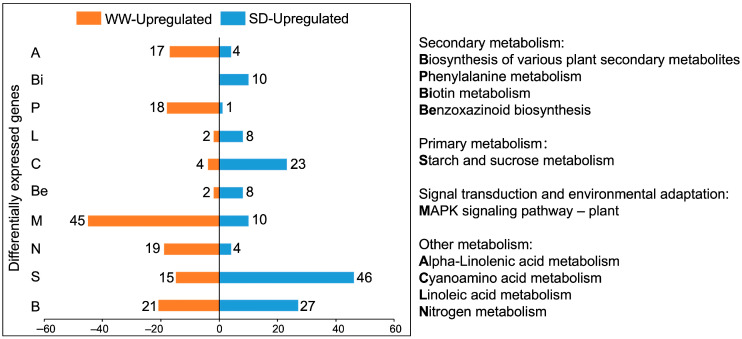 WW-Upregulated SD-Upregulated
Differentially expressed genes
A 17 4
Bi 10
P 18 1
L 2 8
C 4 23
Be 2 8
M 45 10
N 19 4
S 15 46
B 21 27
−60 −40 −20 0 20 40 60
Secondary metabolism:
Biosynthesis of various plant secondary metabolites
Phenylalanine metabolism
Biotin metabolism
Benzoxazinoid biosynthesis
Primary metabolism:
Starch and sucrose metabolism
Signal transduction and environmental adaptation:
MAPK signaling pathway – plant
Other metabolism:
Alpha-Linolenic acid metabolism
Cyanoamino acid metabolism
Linoleic acid metabolism
Nitrogen metabolism